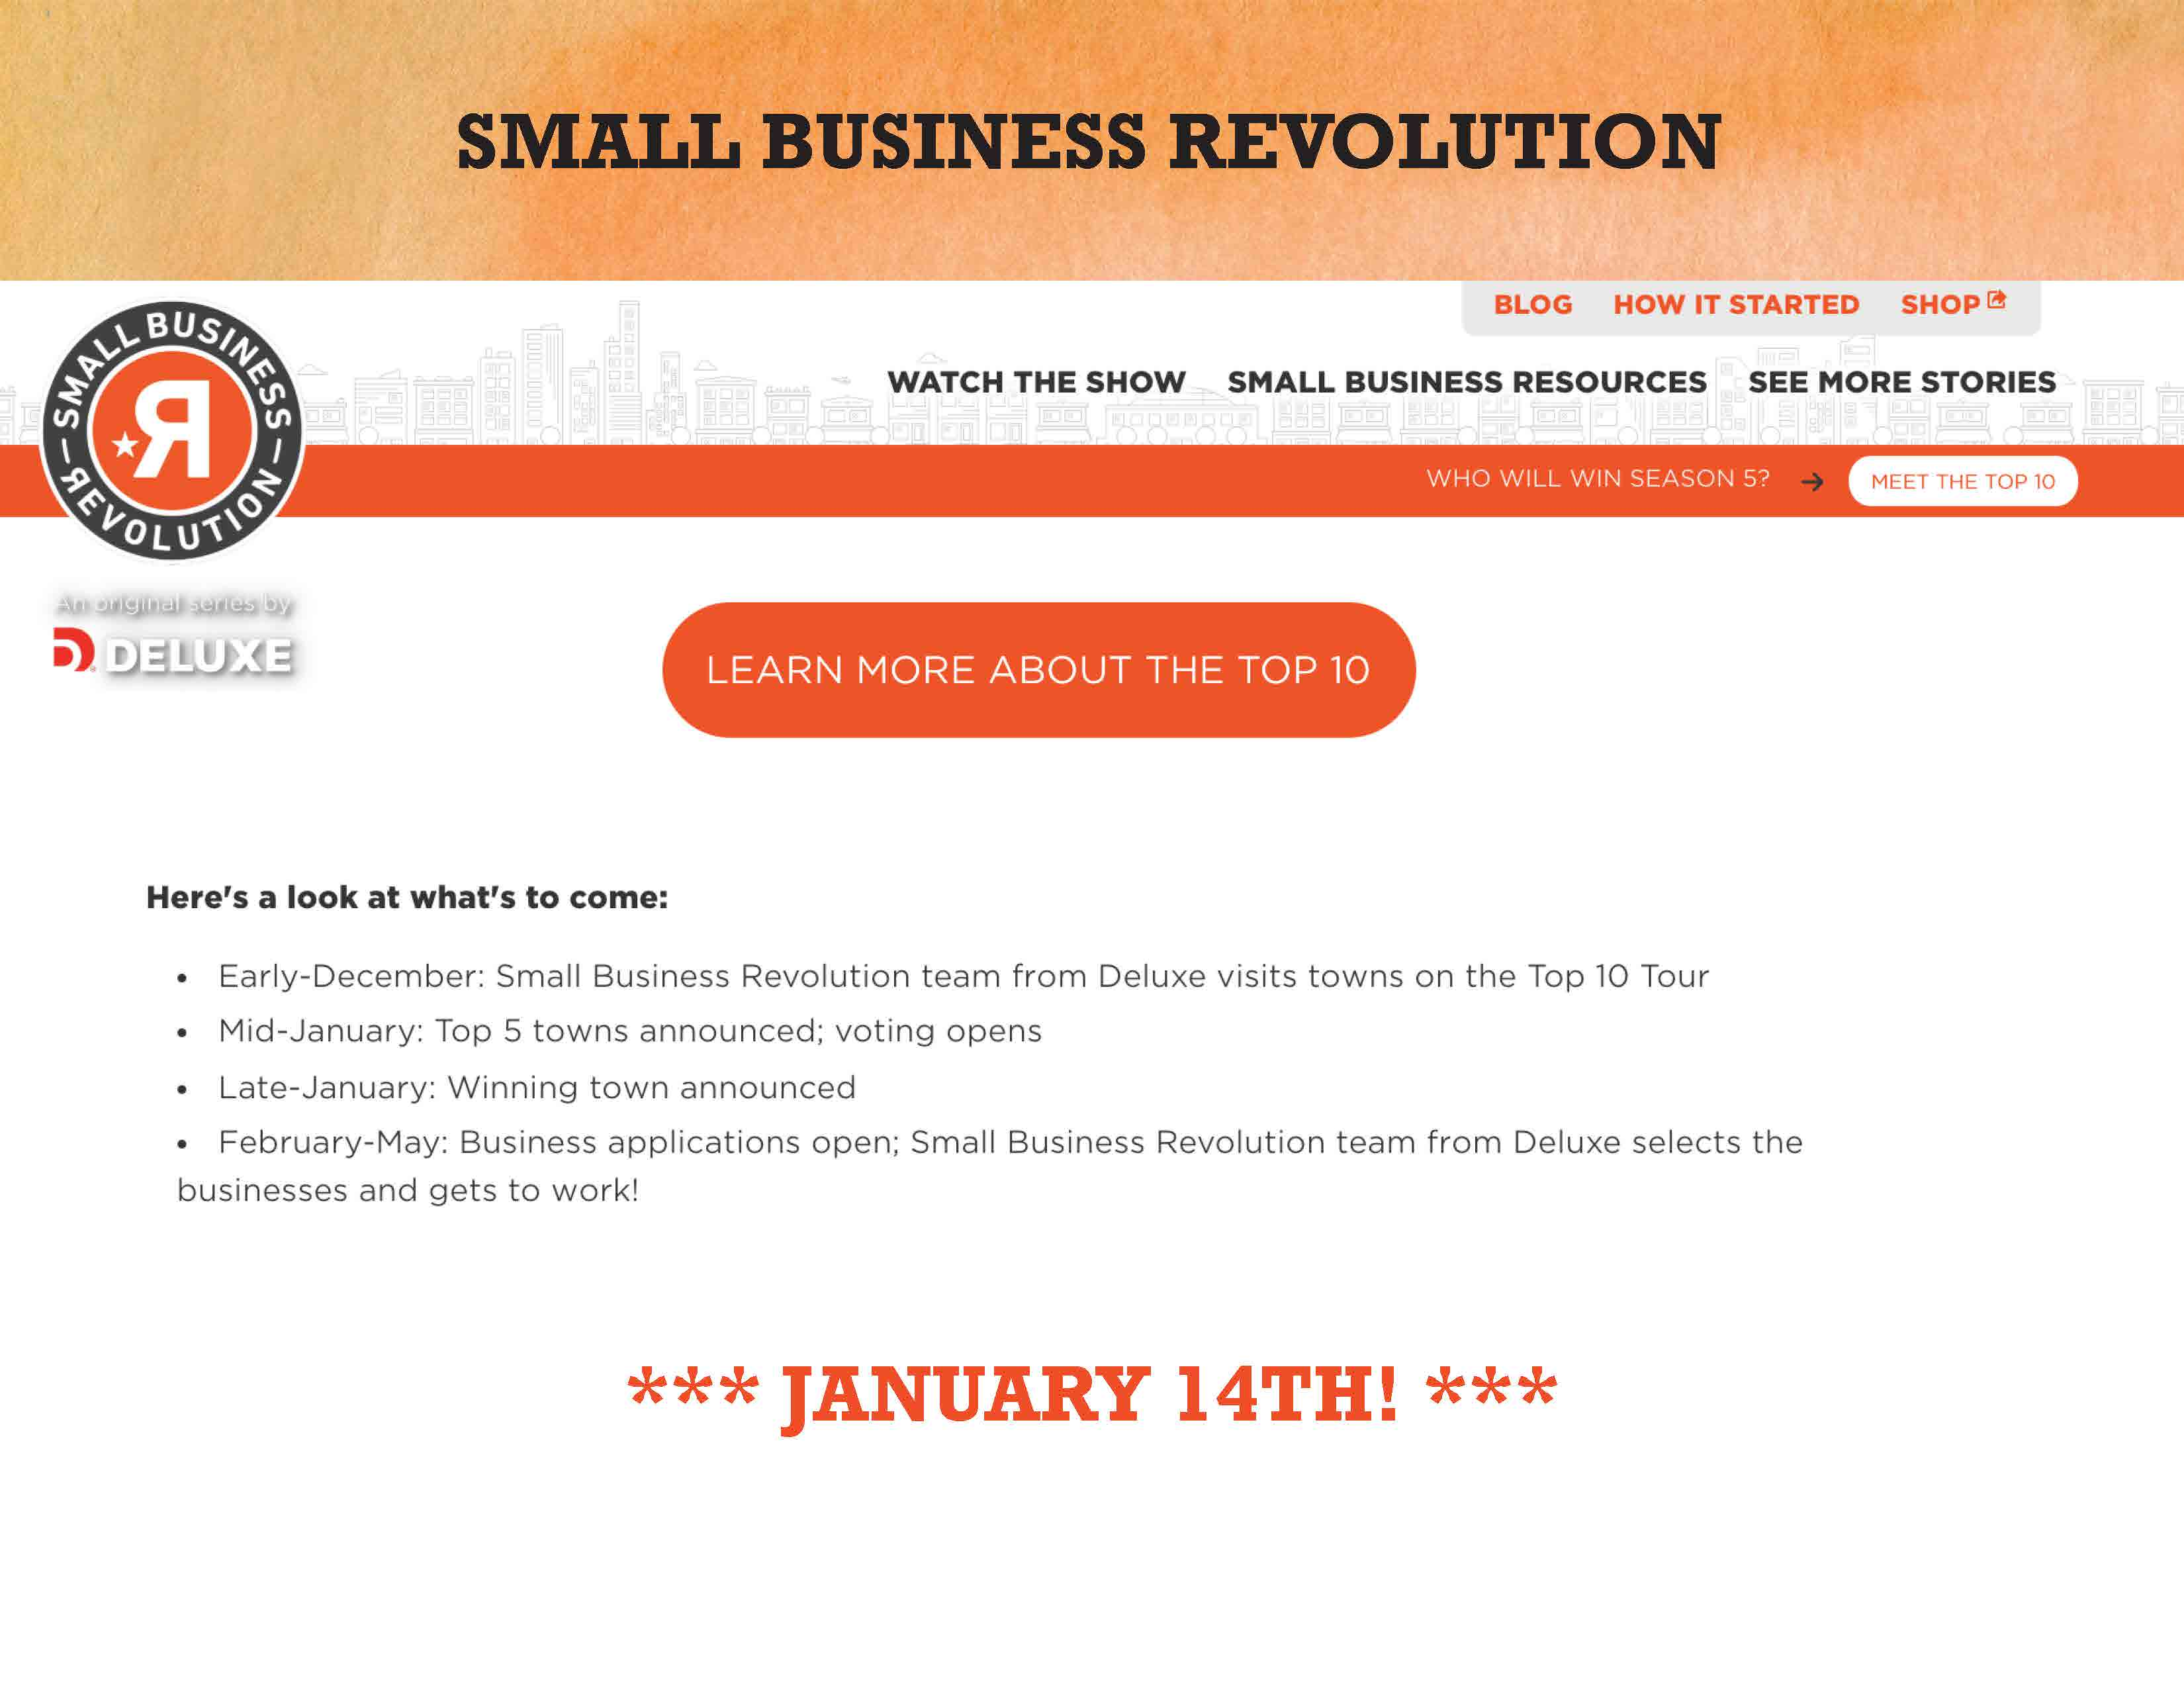 SMALL BUSINESS REVOLUTION
BLOG HOW IT STARTED SHOP
SMALL BUSINESS
REVOLUTION
R
WATCH THE SHOW SMALL BUSINESS RESOURCES SEE MORE STORIES
WHO WILL WIN SEASON 5? → MEET THE TOP 10
An original series by
DELUXE
LEARN MORE ABOUT THE TOP 10
Here's a look at what's to come:
• Early-December: Small Business Revolution team from Deluxe visits towns on the Top 10 Tour
• Mid-January: Top 5 towns announced; voting opens
• Late-January: Winning town announced
• February-May: Business applications open; Small Business Revolution team from Deluxe selects the
businesses and gets to work!
*** JANUARY 14TH! ***